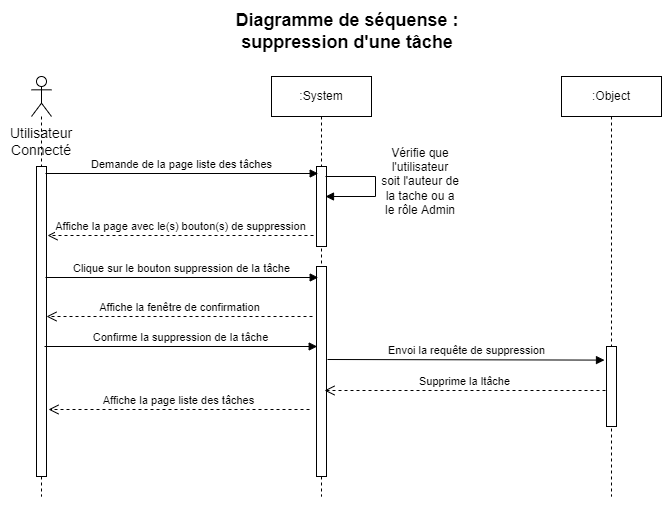 Diagramme de séquense :
suppression d'une tâche
:System
:Object
Utilisateur
Connecté
Demande de la page liste des tâches
Vérifie que
l'utilisateur
soit l'auteur de
la tache ou a
le rôle Admin
Affiche la page avec le(s) bouton(s) de suppression
Clique sur le bouton suppression de la tâche
Affiche la fenêtre de confirmation
Confirme la suppression de la tâche
Envoi la requête de suppression
Supprime la ltâche
Affiche la page liste des tâches